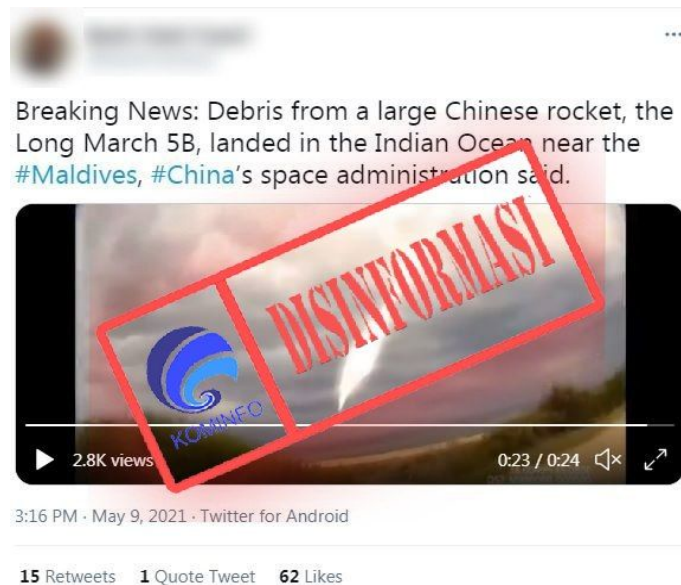 Breaking News: Debris from a large Chinese rocket, the
Long March 5B, landed in the Indian Ocean near the
#Maldives, #China's space administration said.
DISINFORMASI
KOMINFO
2.8K views
0:23 / 0:24
3:16 PM · May 9, 2021 · Twitter for Android
15 Retweets 1 Quote Tweet 62 Likes